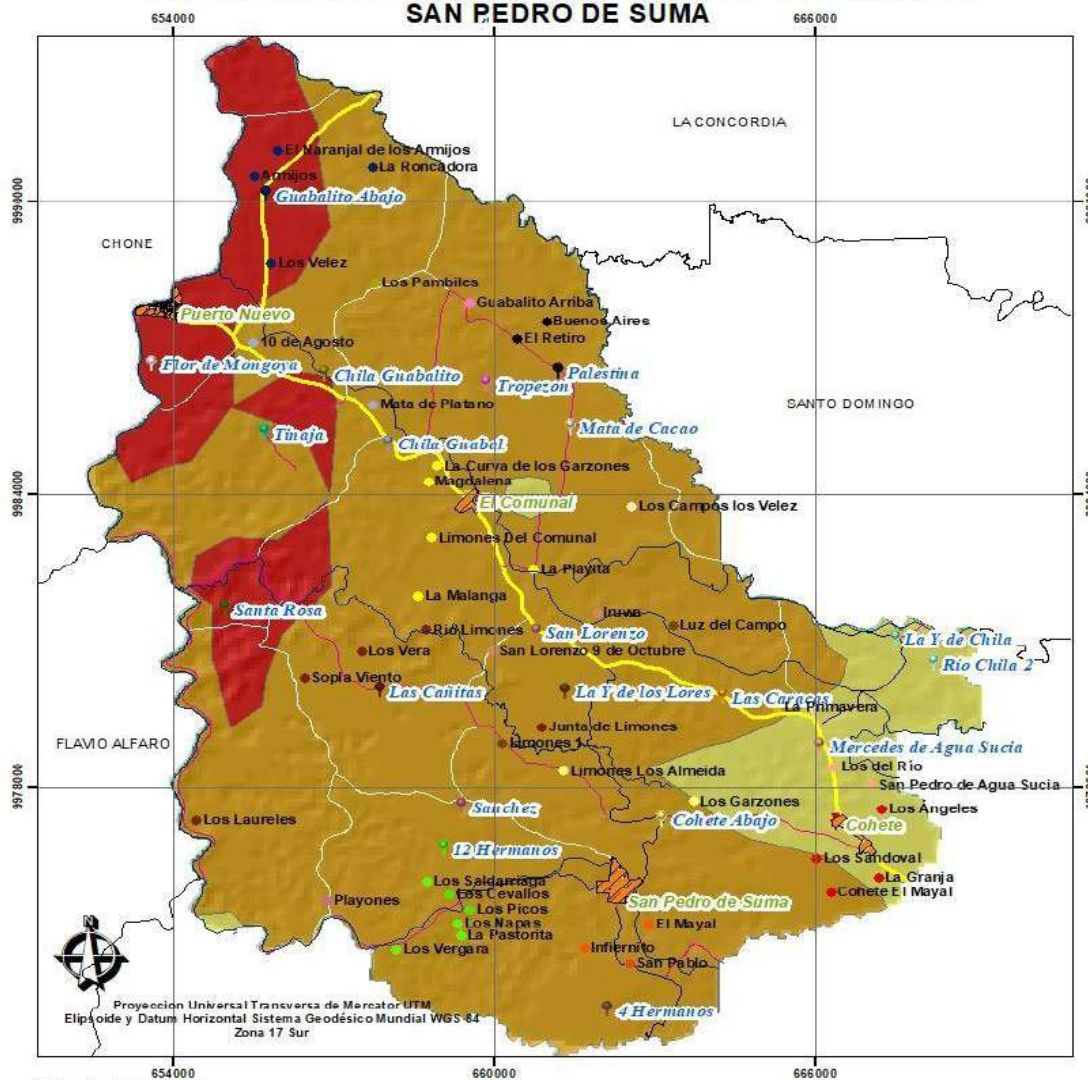 SAN PEDRO DE SUMA
654000
666000
LA CONCORDIA
El Naranjal de los Armijos
La Roncadora
Armijos
Guabalito Abajo
CHONE
Los Velez
Los Pambiles
Guabalito Arriba
Puerto Nuevo
Buenos Aires
El Retiro
10 de Agosto
Flor de Mongoya
Chila Guabalito
Palestina
Tropezón
Mata de Platano
SANTO DOMINGO
Mata de Cacao
Tinaja
Chila Guabal
La Curva de los Garzones
Magdalena
9984000
El Comunal
Los Campos los Velez
Limones Del Comunal
La Playita
La Malanga
Santa Rosa
Luz del Campo
Río Limones
San Lorenzo
La Y de Chila
Los Vera
San Lorenzo 9 de Octubre
Río Chila 2
Sopla Viento
Las Cañitas
La Y de los Lores
Las Caracas
La Primavera
Junta de Limones
FLAVIO ALFARO
Limones 1
Mercedes de Agua Sucia
Los del Río
Limones Los Almeida
San Pedro de Agua Sucia
9978000
Los Garzones
Sanchez
Los Ángeles
Los Laureles
Cohete Abajo
Cohete
12 Hermanos
Los Sandoval
Los Saldarriaga
La Granja
Los Cevallos
Cohete El Mayal
Playones
San Pedro de Suma
Los Picos
Los Napas
El Mayal
La Pastorita
Los Vergara
Infiernito
San Pablo
N
4 Hermanos
Proyeccion Universal Transversa de Mercator UTM
Elipsoide y Datum Horizontal Sistema Geodésico Mundial WGS 84
Zona 17 Sur
654000
660000
666000